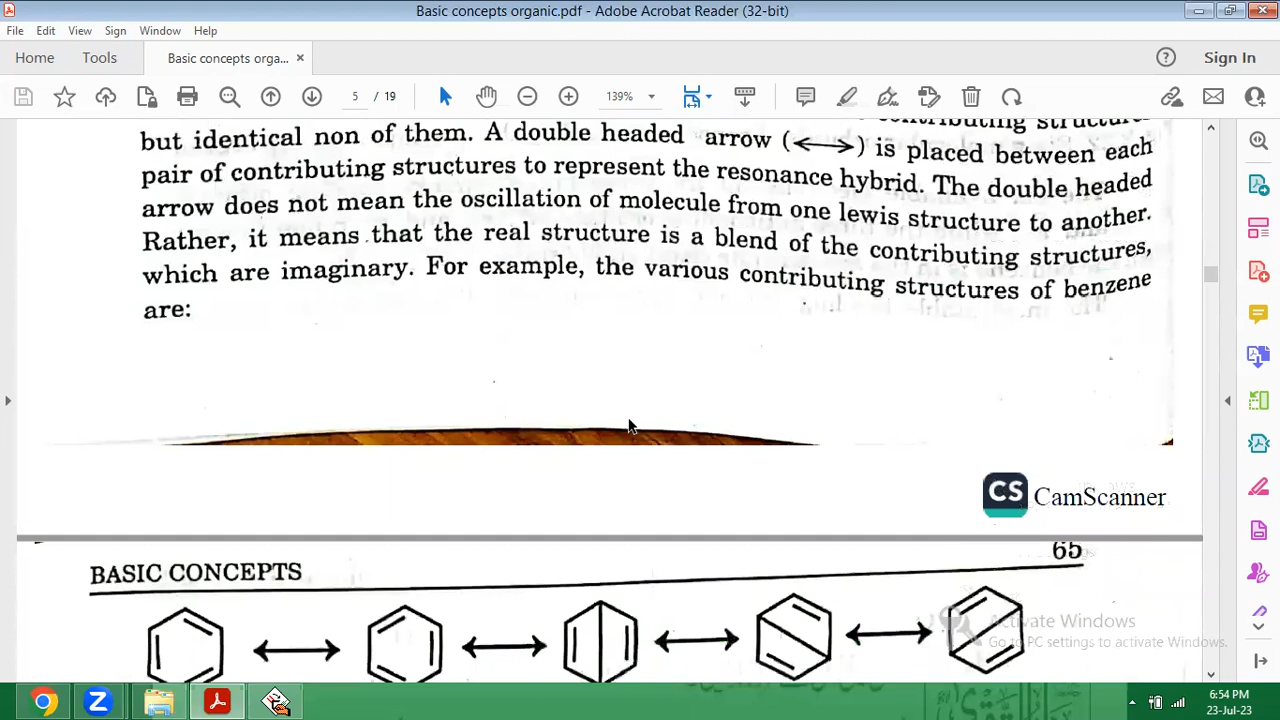 Basic concepts organic.pdf - Adobe Acrobat Reader (32-bit)
File Edit View Sign Window Help
Home Tools Basic concepts orga... × ? Sign In
5 / 19 139%
contributing structure
but identical non of them. A double headed arrow (⟷) is placed between each
pair of contributing structures to represent the resonance hybrid. The double headed
arrow does not mean the oscillation of molecule from one lewis structure to another.
Rather, it means that the real structure is a blend of the contributing structures,
which are imaginary. For example, the various contributing structures of benzene
are:
CS CamScanner
65
BASIC CONCEPTS
Activate Windows
Go to PC settings to activate Windows.
6:54 PM
23-Jul-23